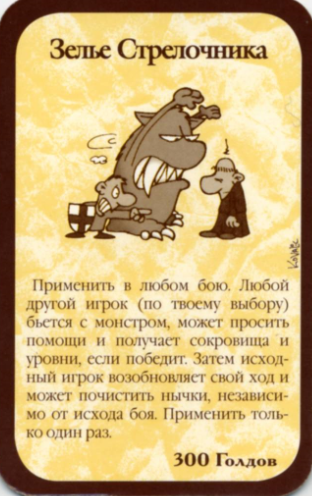 Зелье Стрелочника
Kovalic
Применить в любом бою. Любой
другой игрок (по твоему выбору)
бьется с монстром, может просить
помощи и получает сокровища и
уровни, если победит. Затем исход-
ный игрок возобновляет свой ход и
может почистить нычки, независи-
мо от исхода боя. Применить толь-
ко один раз.
300 Голдов